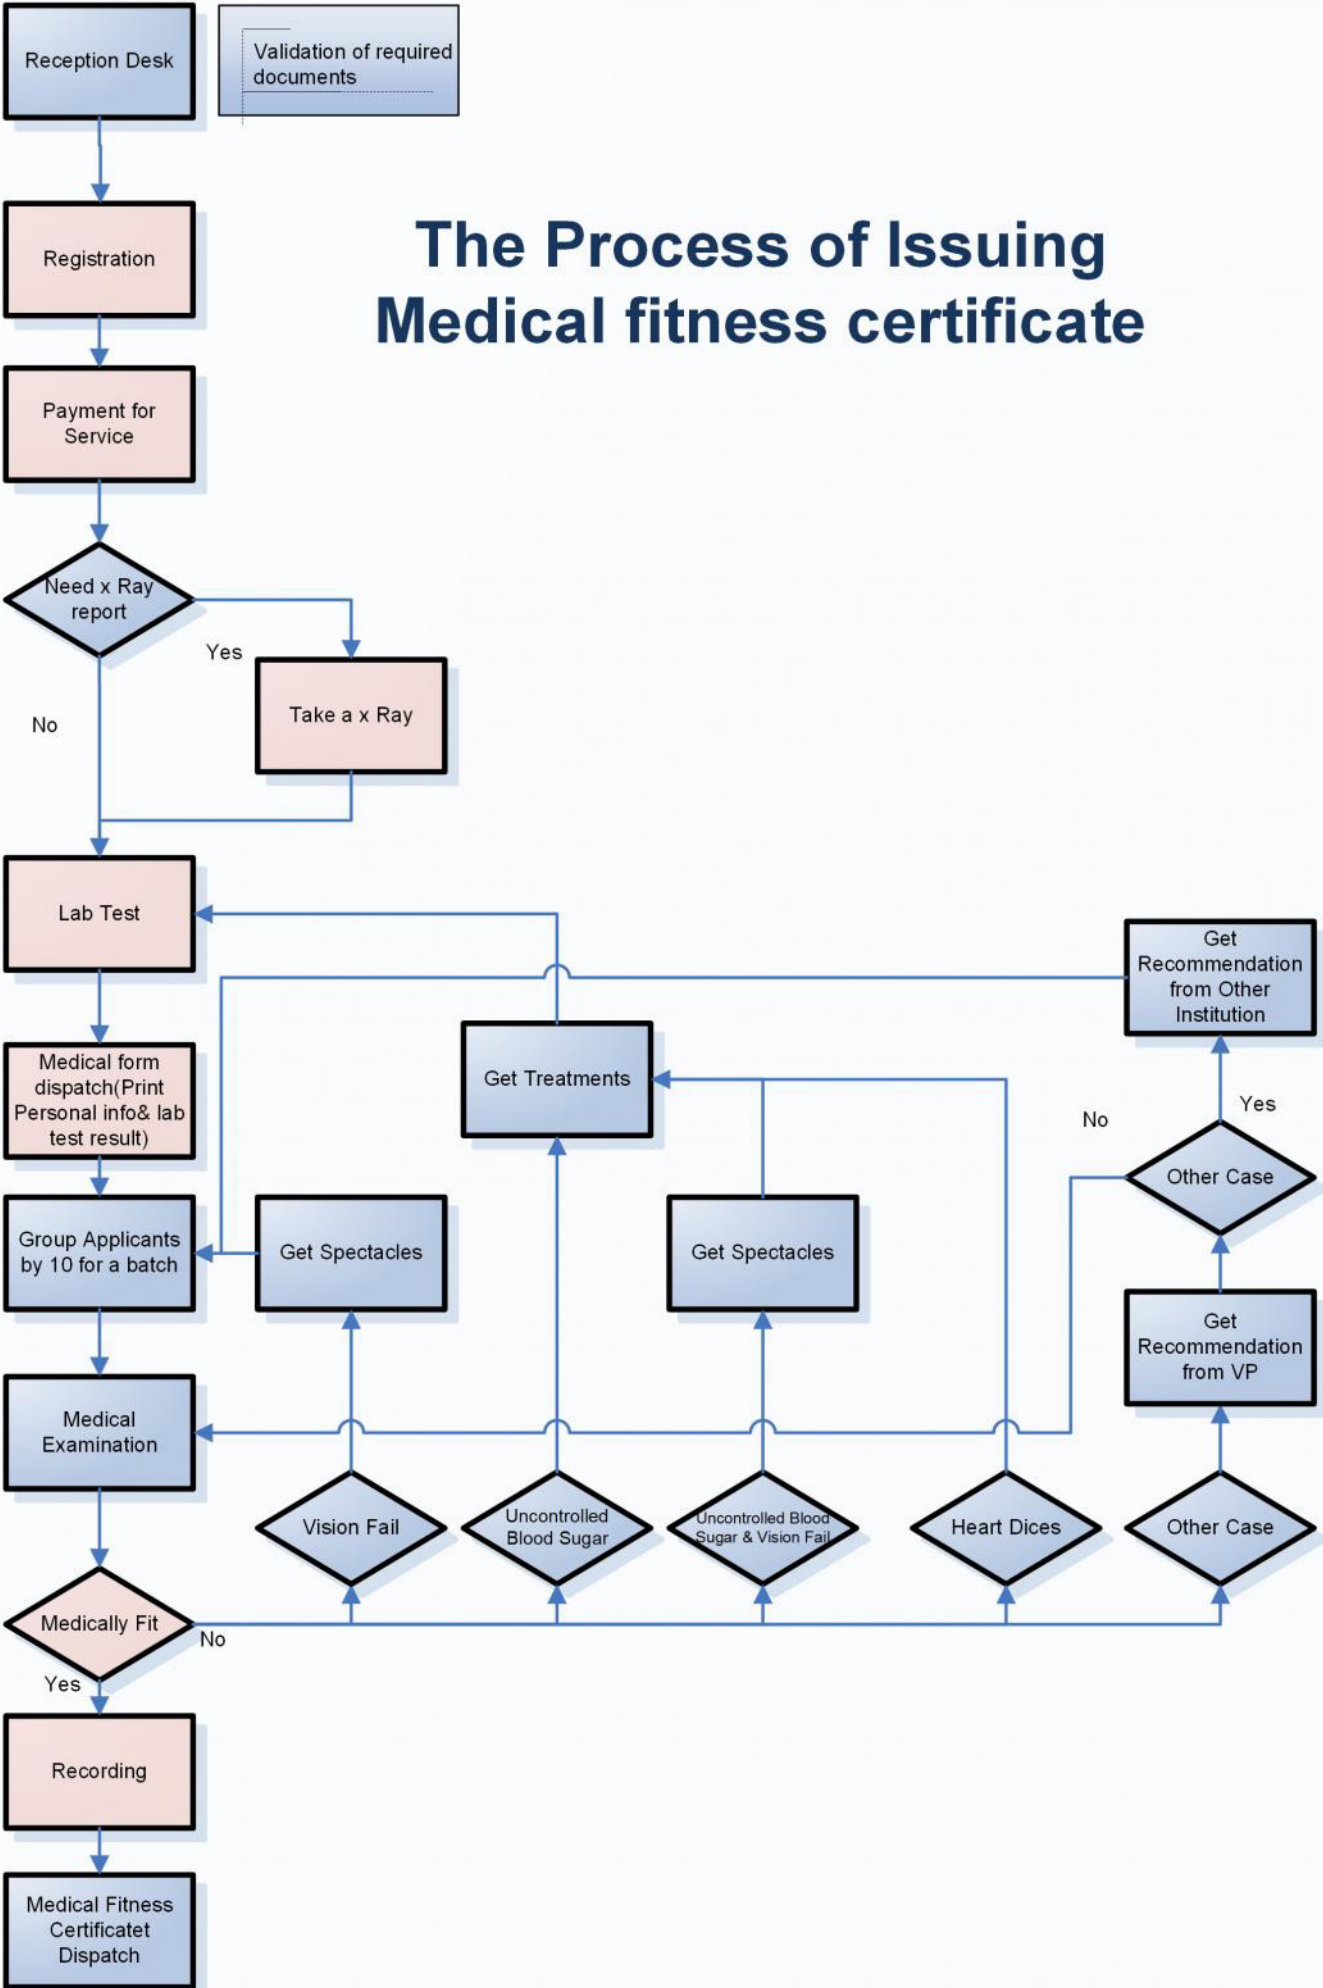 Reception Desk
Validation of required
documents
The Process of Issuing
Medical fitness certificate
Registration
Payment for
Service
Need x Ray
report
Yes
No
Take a x Ray
Lab Test
Get
Recommendation
from Other
Institution
Medical form
dispatch(Print
Personal info& lab
test result)
Get Treatments
No
Yes
Other Case
Group Applicants
by 10 for a batch
Get Spectacles
Get Spectacles
Get
Recommendation
from VP
Medical
Examination
Vision Fail
Uncontrolled
Blood Sugar
Uncontrolled Blood
Sugar & Vision Fail
Heart Dices
Other Case
Medically Fit
No
Yes
Recording
Medical Fitness
Certificatet
Dispatch